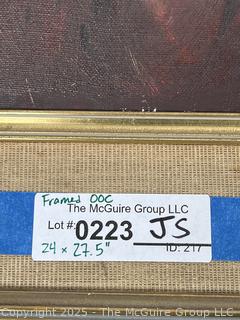 Framed OOC
The McGuire Group LLC
Lot #: 0223 JS
24 x 27.5" ID: 217
Copyright 2025 - The McGuire Group LLC